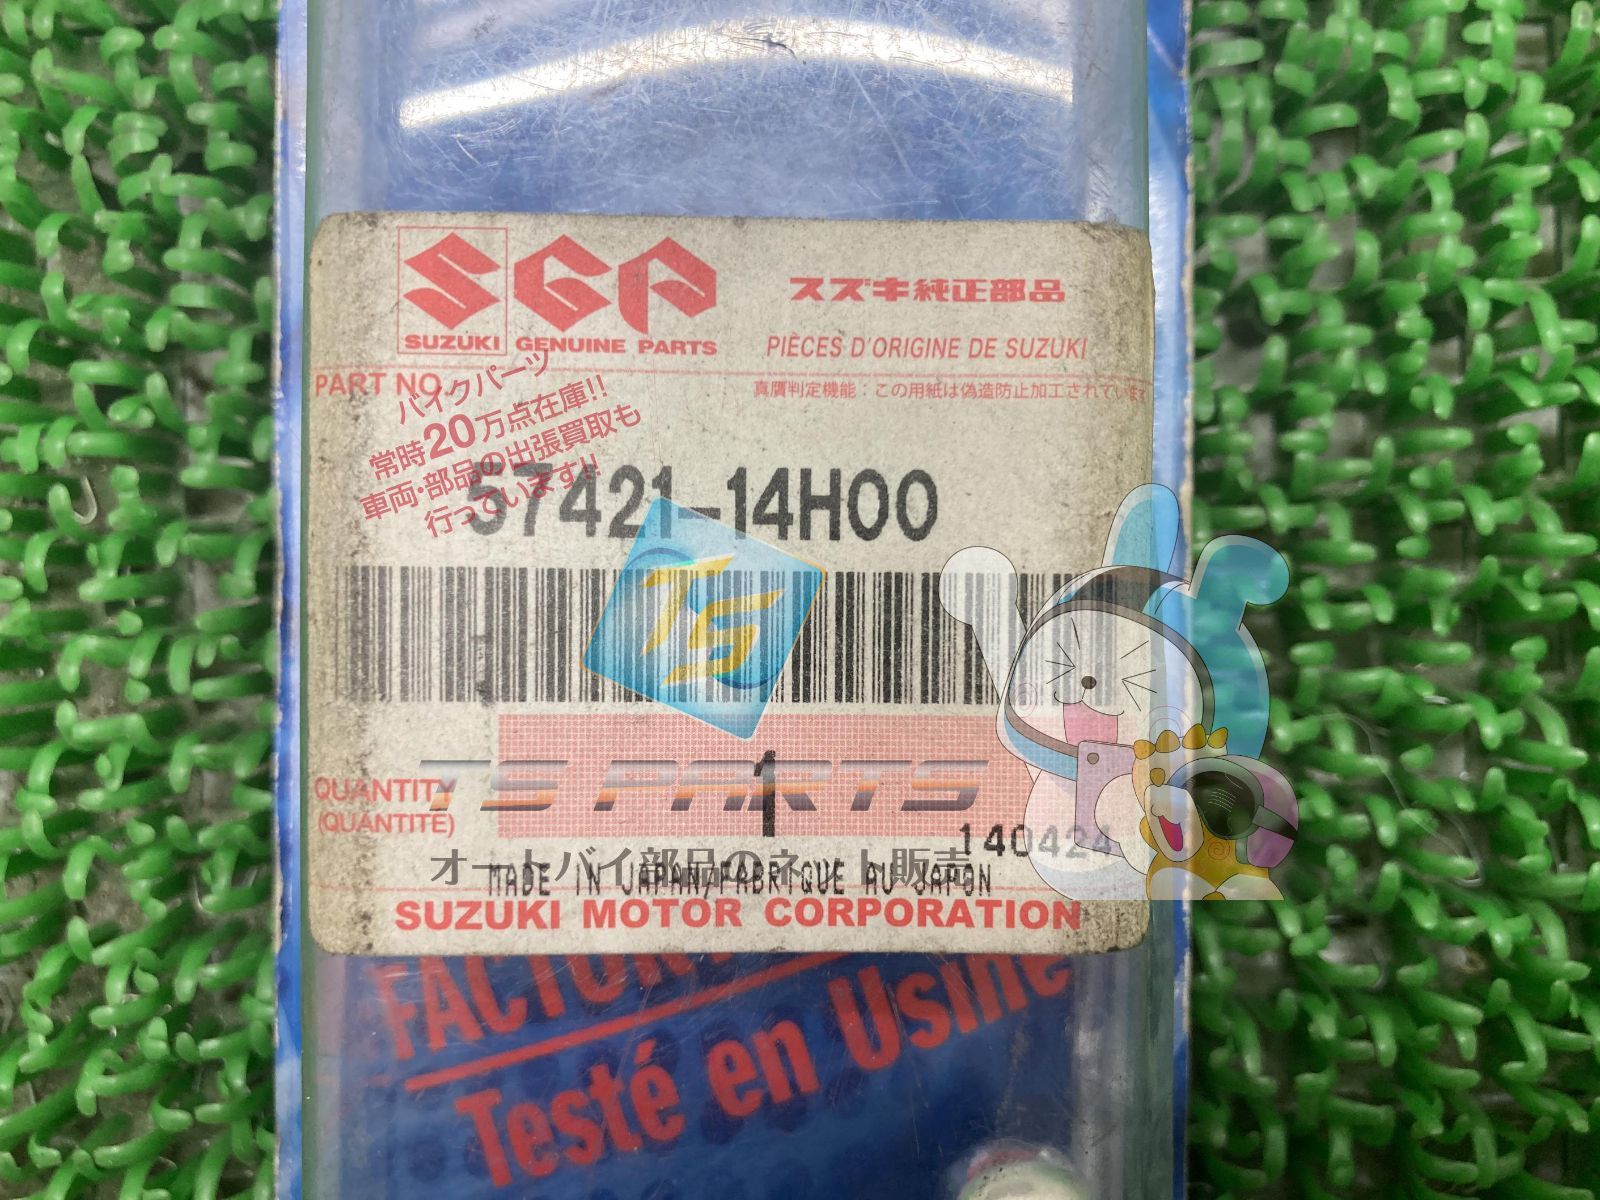 SUZUKI
SGP
GENUINE PARTS
スズキ純正部品
PIÈCES D'ORIGINE DE SUZUKI
PART NO.
真贋判定機能：この用紙は偽造防止加工されています
バイクパーツ
常時20万点在庫!!
車両・部品の出張買取も
行っています!!
57421-14H00
TS
QUANTITY
(QUANTITÉ)
1
TS PARTS
140424
オートバイ部品のネット販売
MADE IN JAPAN/FABRIQUE AU JAPON
SUZUKI MOTOR CORPORATION
Testé en Usine